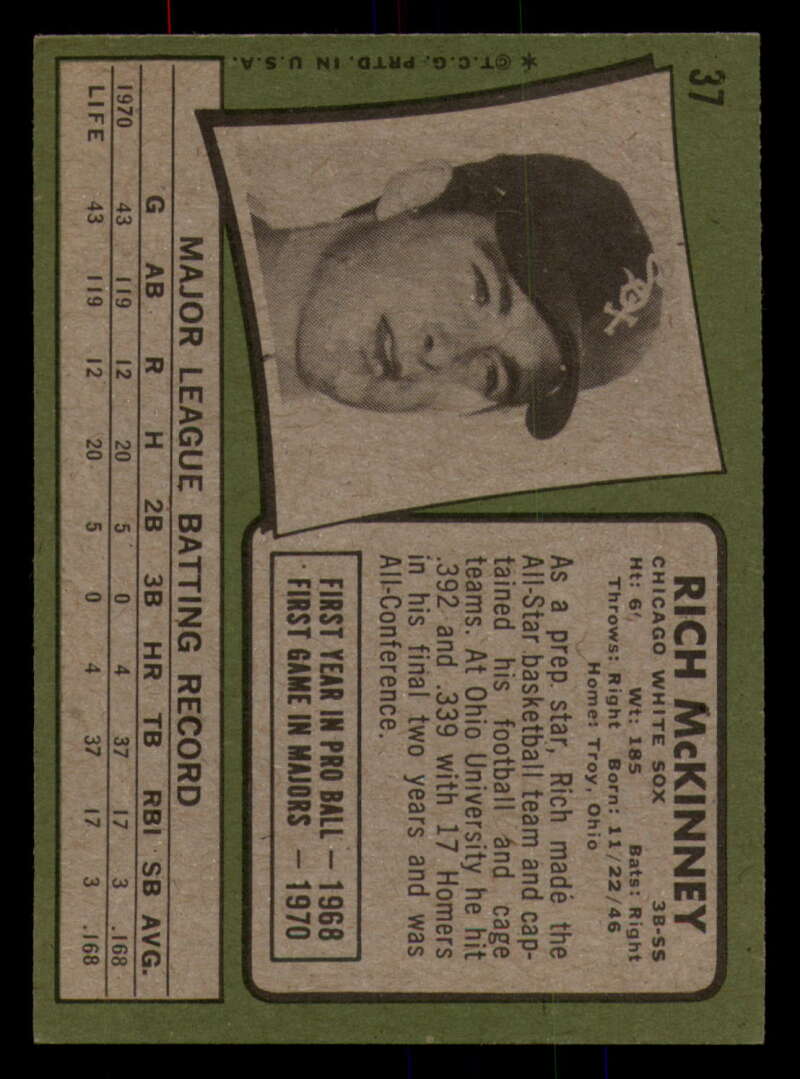 37
✶ © T.C.G. PRTD. IN U.S.A.
RICH McKINNEY
CHICAGO WHITE SOX 3B-SS
Ht: 6' Wt: 185 Bats: Right
Throws: Right Born: 11/22/46
Home: Troy, Ohio
As a prep star, Rich made the
All-Star basketball team and cap-
tained his football and cage
teams. At Ohio University he hit
.392 and .339 with 17 Homers
in his final two years and was
All-Conference.
FIRST YEAR IN PRO BALL — 1968
FIRST GAME IN MAJORS — 1970
MAJOR LEAGUE BATTING RECORD
G AB R H 2B 3B HR TB RBI SB AVG.
1970 43 119 12 20 5 0 4 37 17 3 .168
LIFE 43 119 12 20 5 0 4 37 17 3 .168